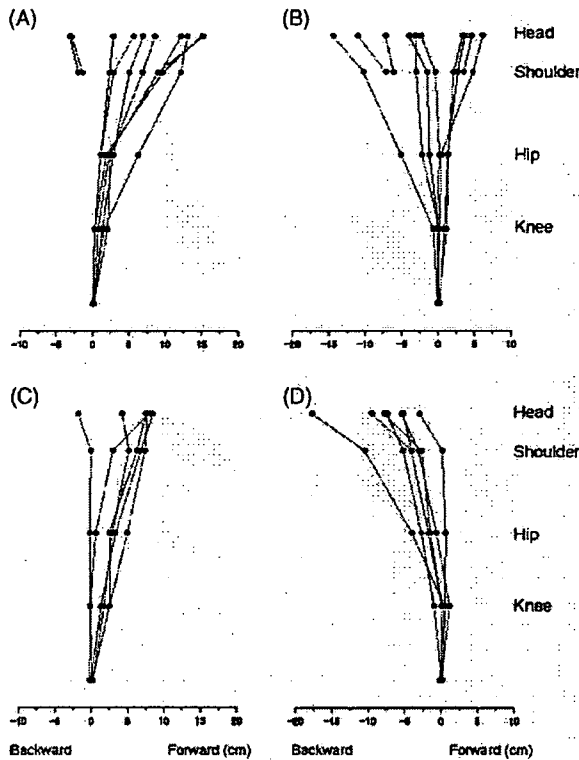 (A)
(B)
Head
Shoulder
Hip
Knee
-10 -5 0 5 10 15 20
-20 -15 -10 -5 0 5 10
(C)
(D)
Head
Shoulder
Hip
Knee
-10 -5 0 5 10 15 20
-20 -15 -10 -5 0 5 10
Backward Forward (cm) Backward Forward (cm)